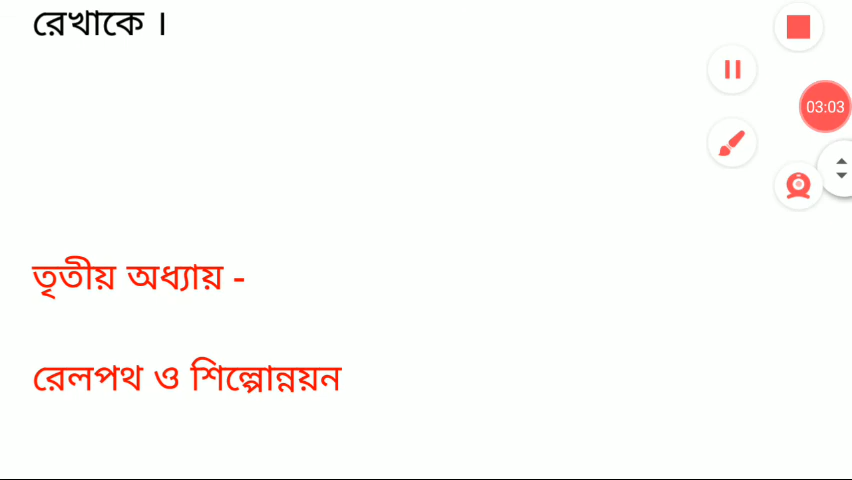 রেখাকে ।
03:03
তৃতীয় অধ্যায় -
রেলপথ ও শিল্পোন্নয়ন